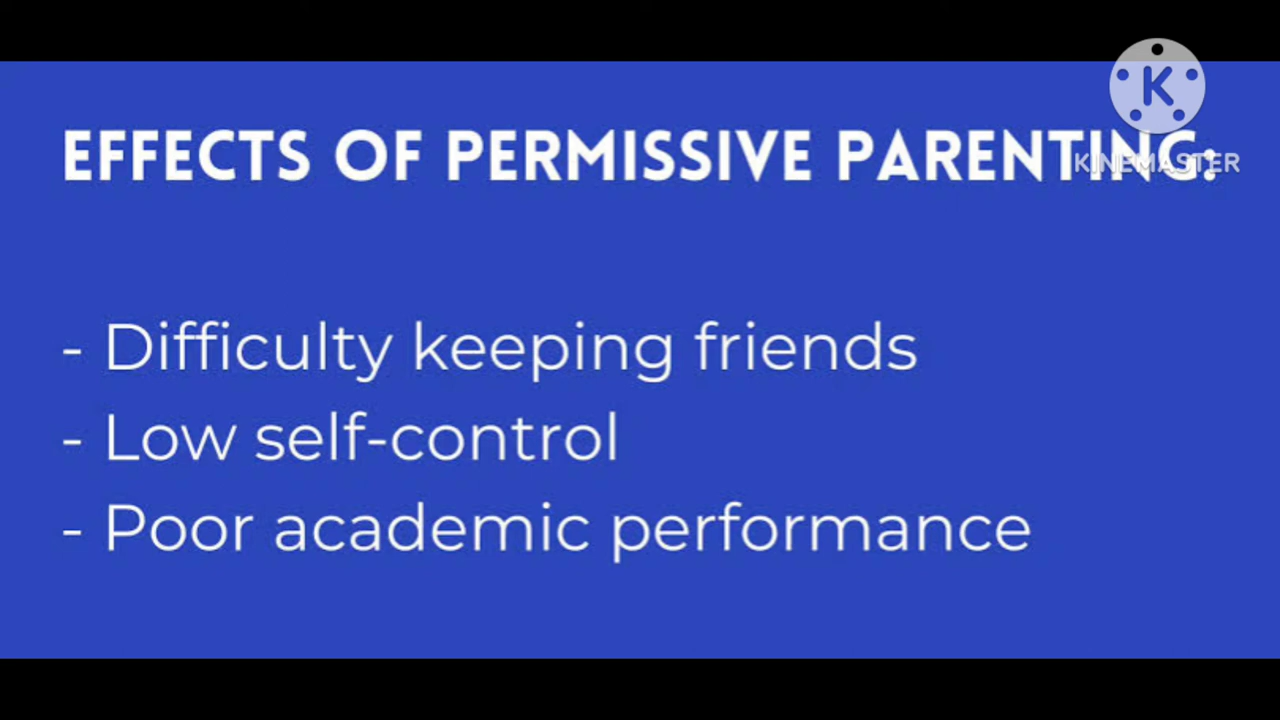 K
KINEMASTER
EFFECTS OF PERMISSIVE PARENTING:
- Difficulty keeping friends
- Low self-control
- Poor academic performance